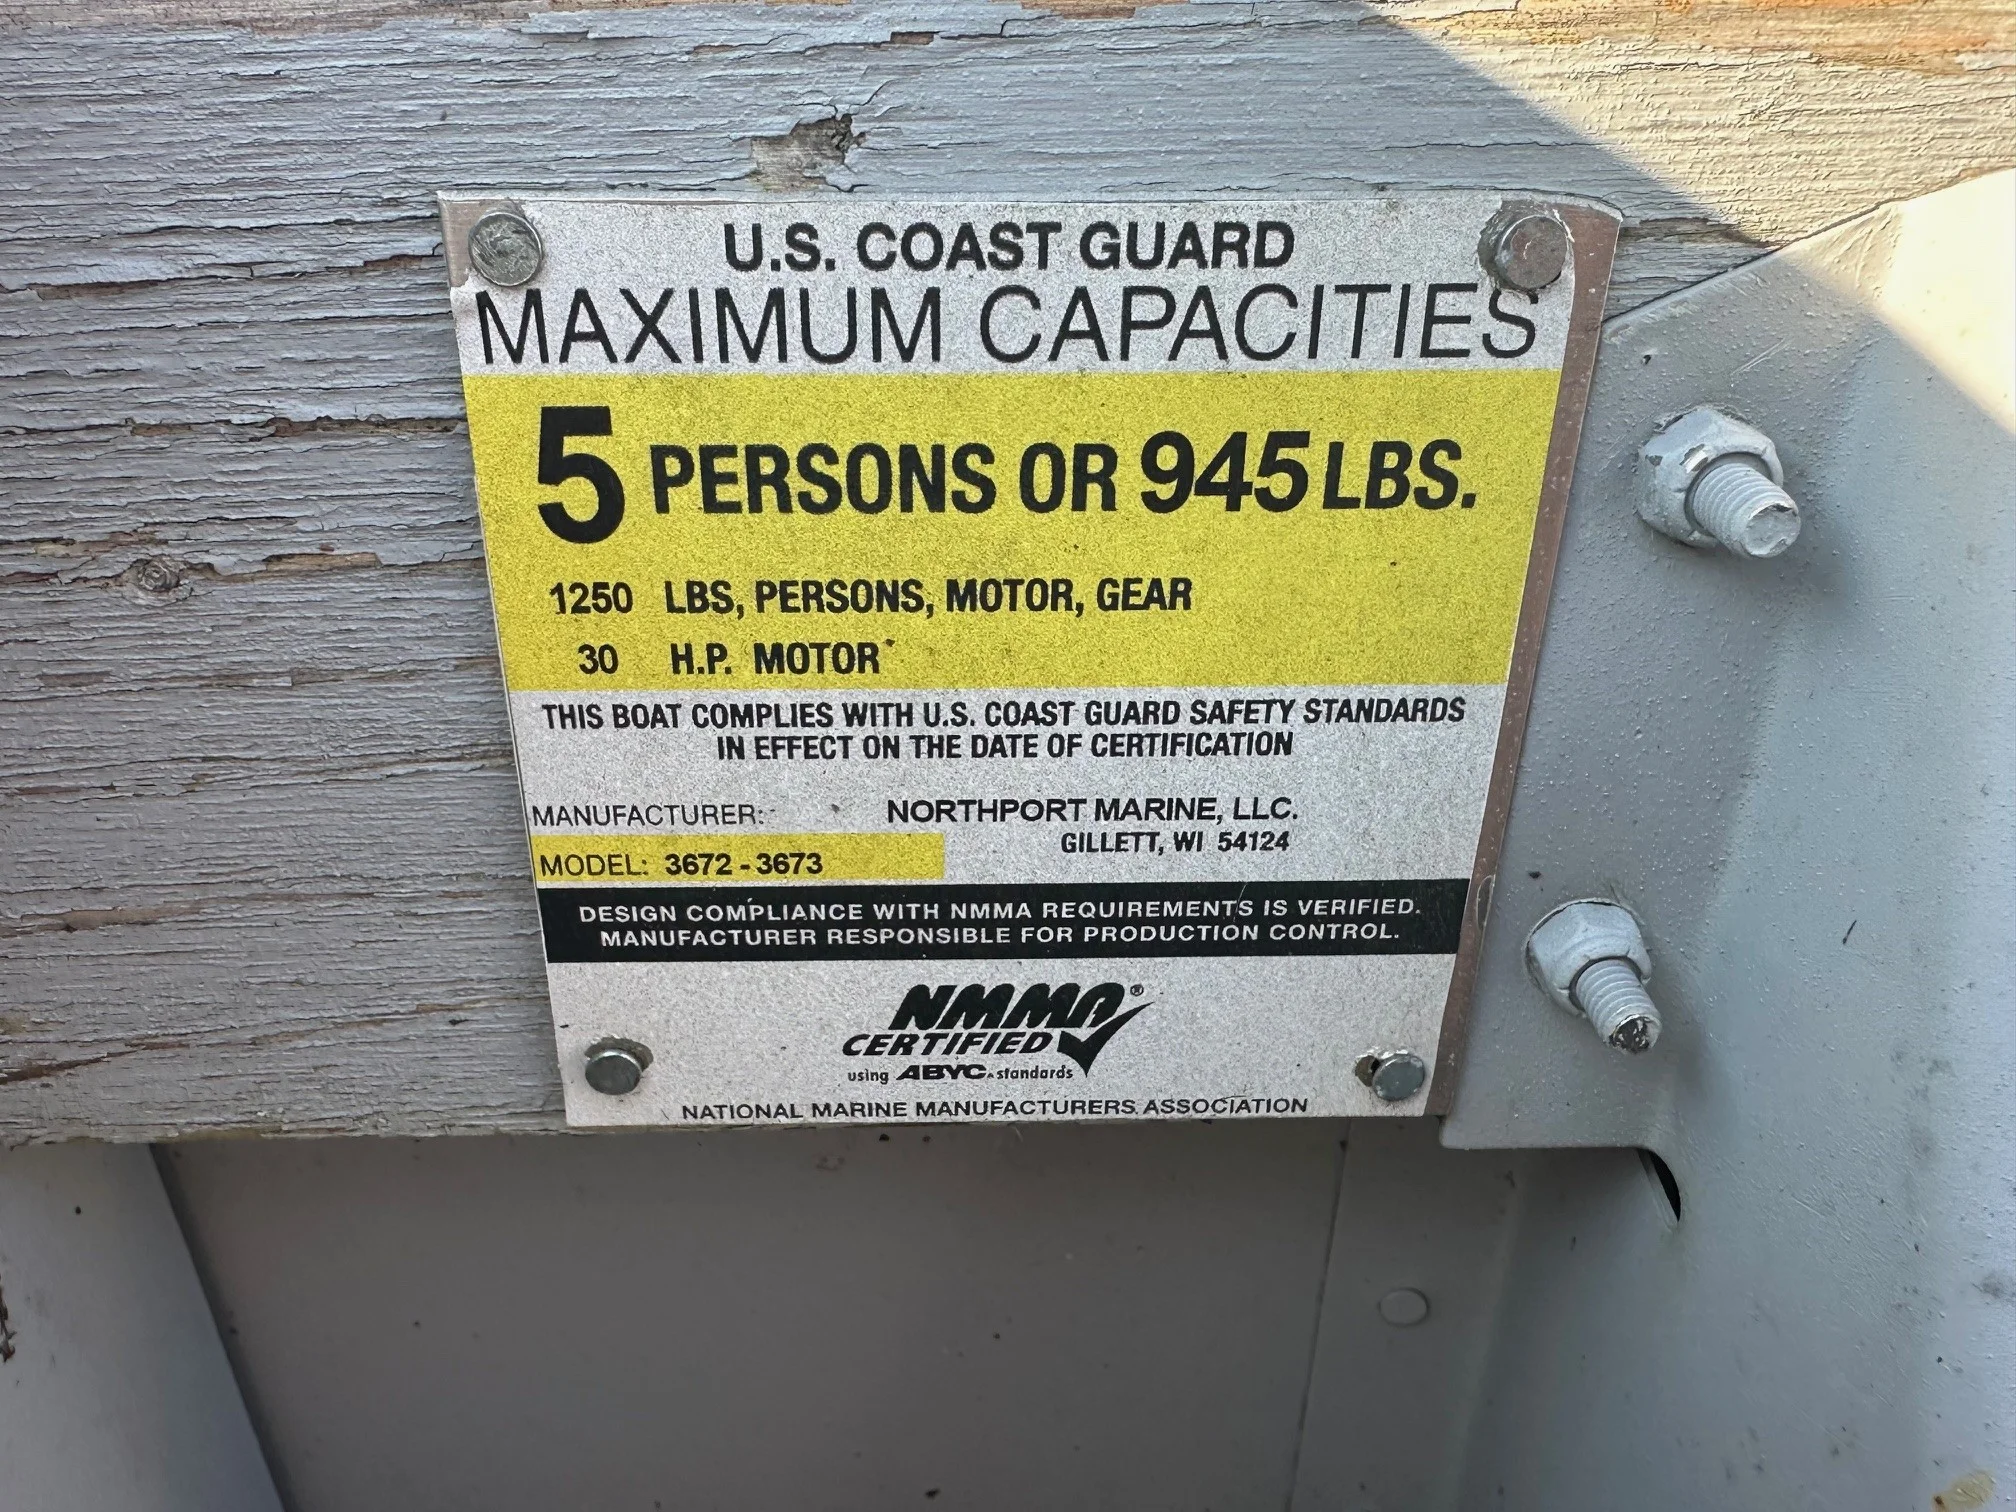 U.S. COAST GUARD
MAXIMUM CAPACITIES
5 PERSONS OR 945 LBS.
1250 LBS, PERSONS, MOTOR, GEAR
30 H.P. MOTOR
THIS BOAT COMPLIES WITH U.S. COAST GUARD SAFETY STANDARDS
IN EFFECT ON THE DATE OF CERTIFICATION
MANUFACTURER: NORTHPORT MARINE, LLC.
GILLETT, WI 54124
MODEL: 3672 - 3673
DESIGN COMPLIANCE WITH NMMA REQUIREMENTS IS VERIFIED.
MANUFACTURER RESPONSIBLE FOR PRODUCTION CONTROL.
NMMA®
CERTIFIED
using ABYC standards
NATIONAL MARINE MANUFACTURERS ASSOCIATION